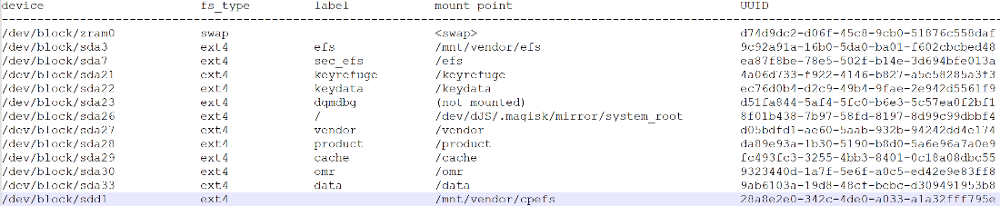 device fs_type label mount point UUID
/dev/block/zram0 swap <swap> d74d9dc2-d06f-45c8-9cb0-51876c558daf
/dev/block/sda3 ext4 efs /mnt/vendor/efs 9c92a91a-16b0-5da0-ba01-f602cbcbed48
/dev/block/sda7 ext4 sec_efs /efs ea87f8be-78e5-502f-b14e-3d694bfe013a
/dev/block/sda21 ext4 keyrefuge /keyrefuge 4a06d733-f922-4146-b827-a5e58285a3f3
/dev/block/sda22 ext4 keydata /keydata ec76d0b4-d2c9-49b4-9fae-2e942d5561f9
/dev/block/sda23 ext4 dqmdbg (not mounted) d51fa844-5af4-5fc0-b6e3-5c57ea0f2bf1
/dev/block/sda26 ext4 / /dev/dJS/.magisk/mirror/system_root 8f01b438-7b97-58fd-8197-8d99c99dbbf4
/dev/block/sda27 ext4 vendor /vendor d05bdfd1-ae60-5aab-932b-94242dd4c174
/dev/block/sda28 ext4 product /product da89e93a-1b30-5190-b8d0-5a6e96a7a0e9
/dev/block/sda29 ext4 cache /cache fc493fc3-3255-4bb3-8401-0c18a08dbc55
/dev/block/sda30 ext4 omr /omr 9323440d-1a7f-5e6f-a0c5-ed42e9e83ff8
/dev/block/sda33 ext4 data /data 9ab6103a-19d8-48cf-bebc-d309491953b8
/dev/block/sdd1 ext4 /mnt/vendor/cpefs 28a8e2e0-342c-4de0-a033-a1a32fff795e